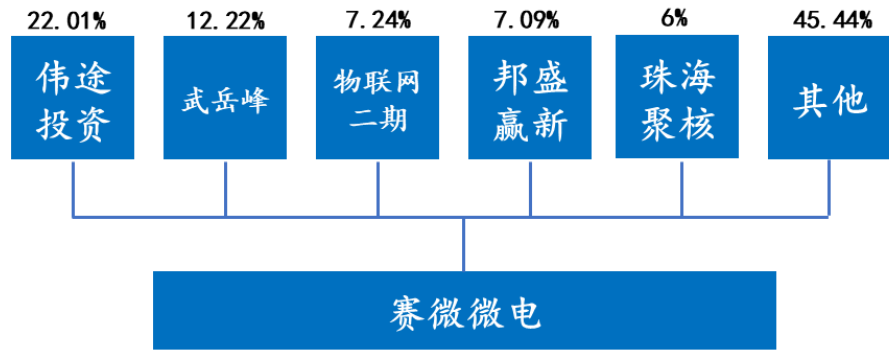 22.01% 12.22% 7.24% 7.09% 6% 45.44%
伟途
投资
武岳峰
物联网
二期
邦盛
赢新
珠海
聚核
其他
赛微微电